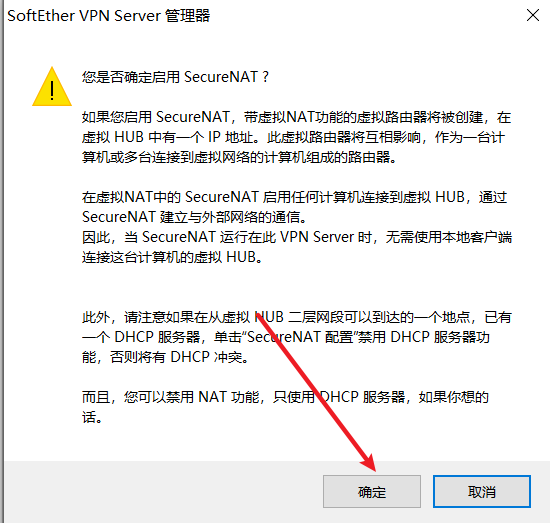 SoftEther VPN Server 管理器
您是否确定启用 SecureNAT？
如果您启用 SecureNAT，带虚拟NAT功能的虚拟路由器将被创建，在
虚拟 HUB 中有一个 IP 地址。此虚拟路由器将互相影响，作为一台计
算机或多台连接到虚拟网络的计算机组成的路由器。
在虚拟NAT中的 SecureNAT 启用任何计算机连接到虚拟 HUB，通过
SecureNAT 建立与外部网络的通信。
因此，当 SecureNAT 运行在此 VPN Server 时，无需使用本地客户端
连接这台计算机的虚拟 HUB。
此外，请注意如果在从虚拟 HUB 二层网段可以到达的一个地点，已有
一个 DHCP 服务器，单击“SecureNAT 配置”禁用 DHCP 服务器功
能，否则将有 DHCP 冲突。
而且，您可以禁用 NAT 功能，只使用 DHCP 服务器，如果你想的
话。
确定
取消